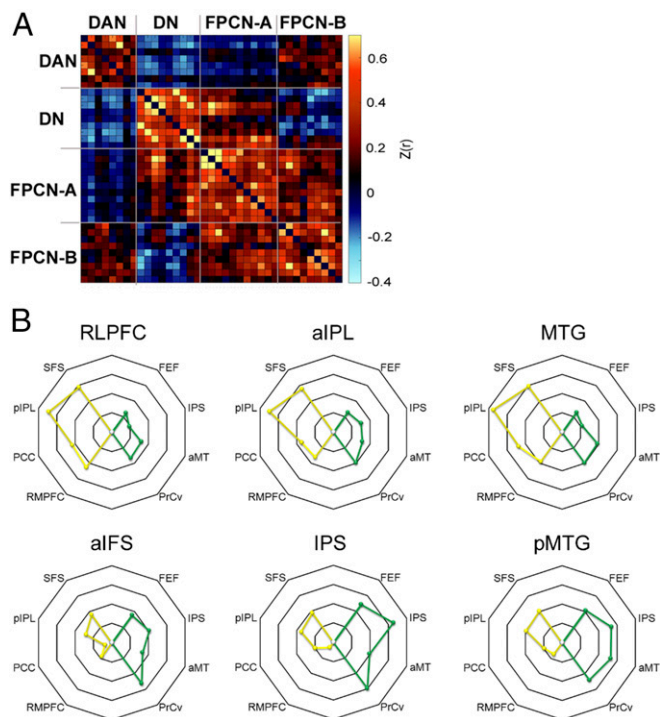 A
DAN DN FPCN-A FPCN-B
DAN
DN
FPCN-A
FPCN-B
0.6
0.4
0.2
0
-0.2
-0.4
Z(r)
B
RLPFC aIPL MTG
SFS FEF SFS FEF SFS FEF
pIPL IPS pIPL IPS pIPL IPS
PCC aMT PCC aMT PCC aMT
RMPFC PrCv RMPFC PrCv RMPFC PrCv
aIFS IPS pMTG
SFS FEF SFS FEF SFS FEF
pIPL IPS pIPL IPS pIPL IPS
PCC aMT PCC aMT PCC aMT
RMPFC PrCv RMPFC PrCv RMPFC PrCv